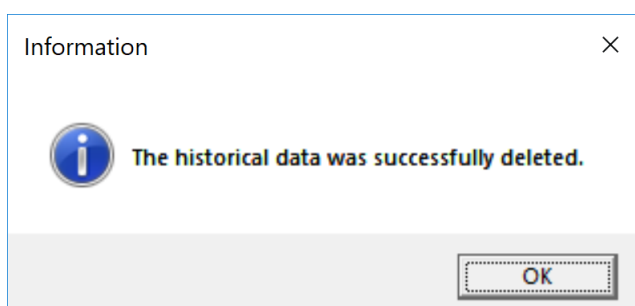 Information
The historical data was successfully deleted.
OK